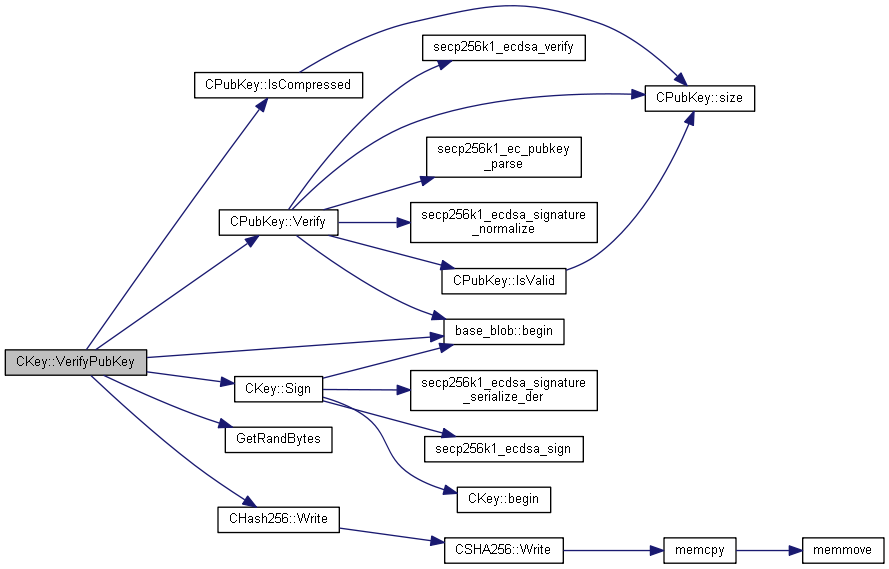 secp256k1_ecdsa_verify
CPubKey::IsCompressed
CPubKey::size
secp256k1_ec_pubkey
_parse
CPubKey::Verify
secp256k1_ecdsa_signature
_normalize
CPubKey::IsValid
base_blob::begin
CKey::VerifyPubKey
CKey::Sign
secp256k1_ecdsa_signature
_serialize_der
GetRandBytes
secp256k1_ecdsa_sign
CKey::begin
CHash256::Write
CSHA256::Write
memcpy
memmove